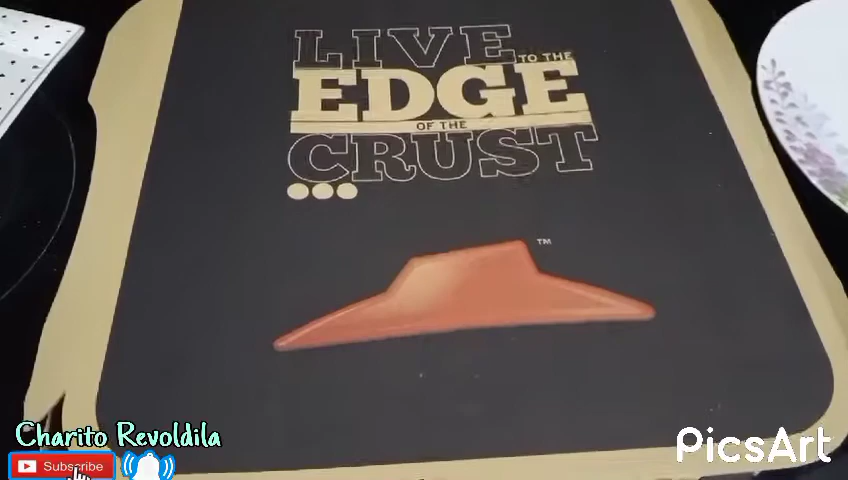 LIVE
TO THE
EDGE
OF THE
CRUST
TM
Charito Revoldila
Subscribe
PicsArt